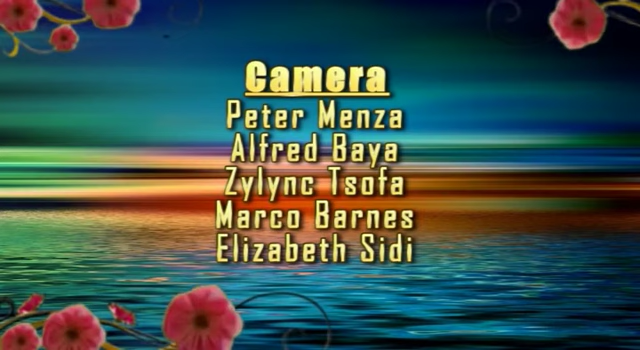 Camera
Peter Menza
Alfred Baya
Zylync Tsofa
Marco Barnes
Elizabeth Sidi